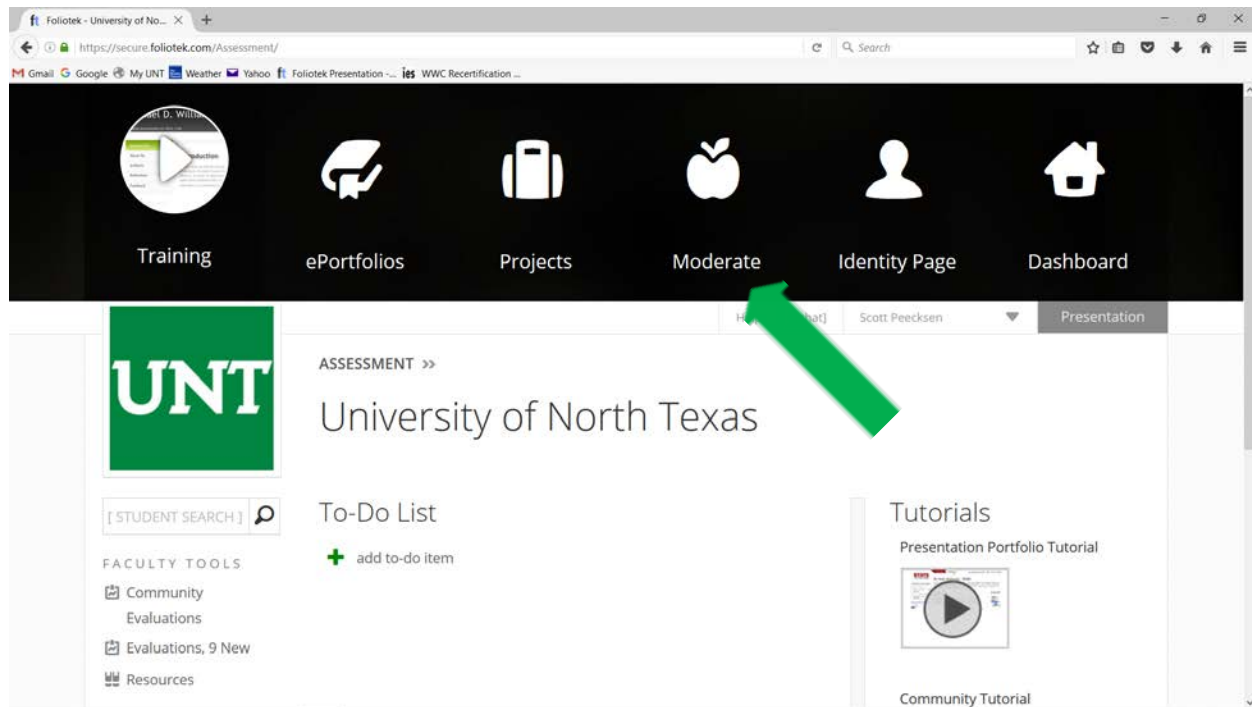 ft Foliotek - University of No...
https://secure.foliotek.com/Assessment/
Search
Gmail Google My UNT Weather Yahoo ft Foliotek Presentation -... ies WWC Recertification ...
Training ePortfolios Projects Moderate Identity Page Dashboard
Scott Peecksen Presentation
UNT
ASSESSMENT >>
University of North Texas
[ STUDENT SEARCH ]
To-Do List
Tutorials
add to-do item
Presentation Portfolio Tutorial
FACULTY TOOLS
Community
Evaluations
Evaluations, 9 New
Resources
Community Tutorial